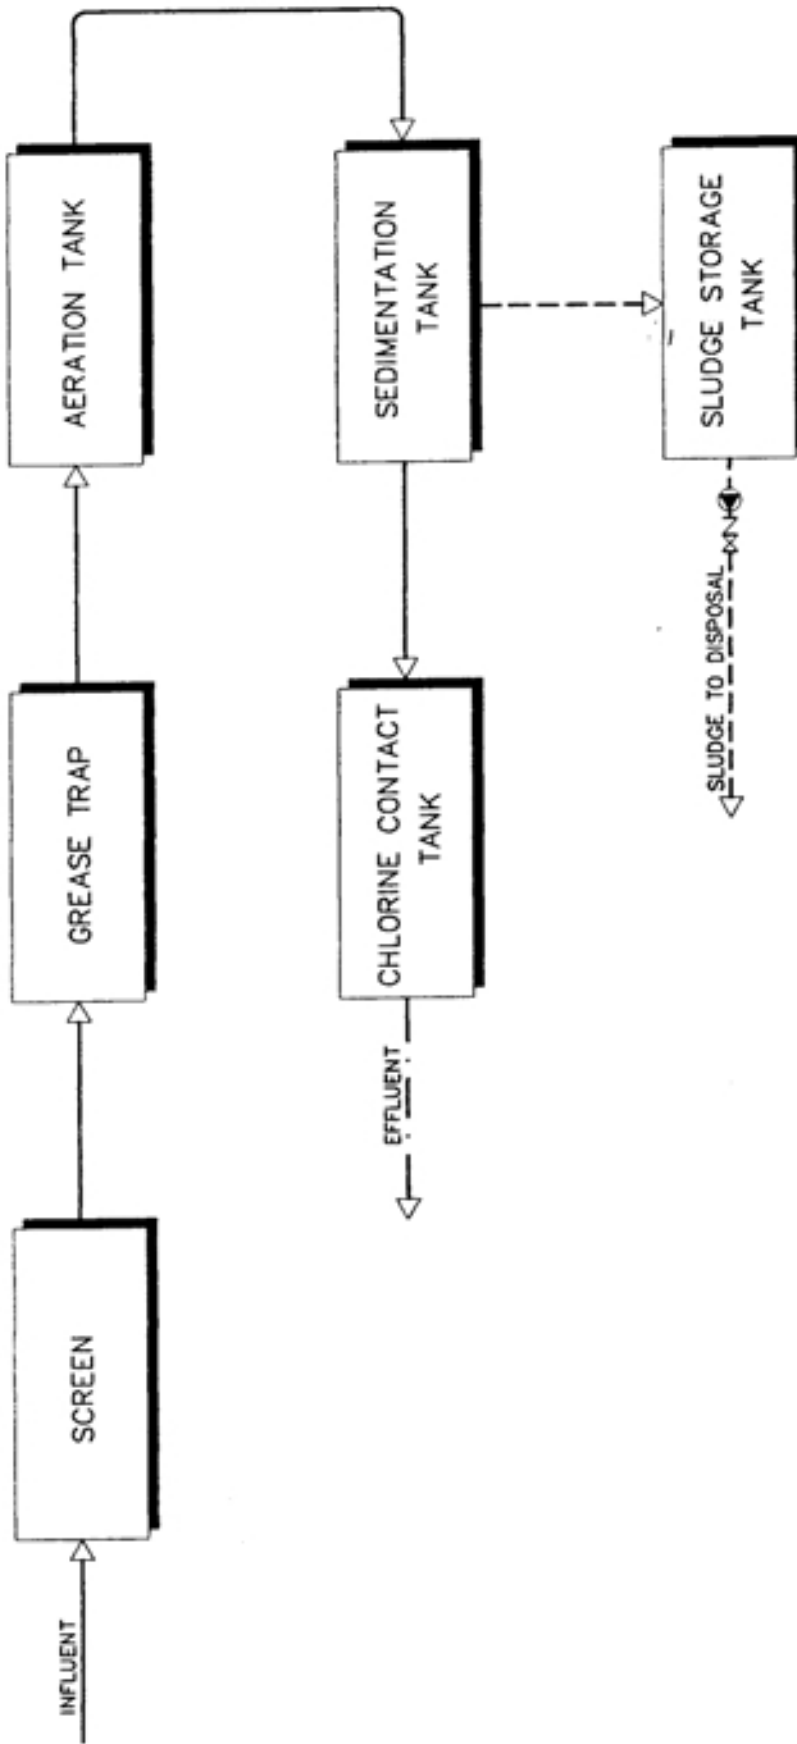 INFLUENT
SCREEN
GREASE TRAP
AERATION TANK
SEDIMENTATION
TANK
CHLORINE CONTACT
TANK
EFFLUENT
SLUDGE STORAGE
TANK
SLUDGE TO DISPOSAL